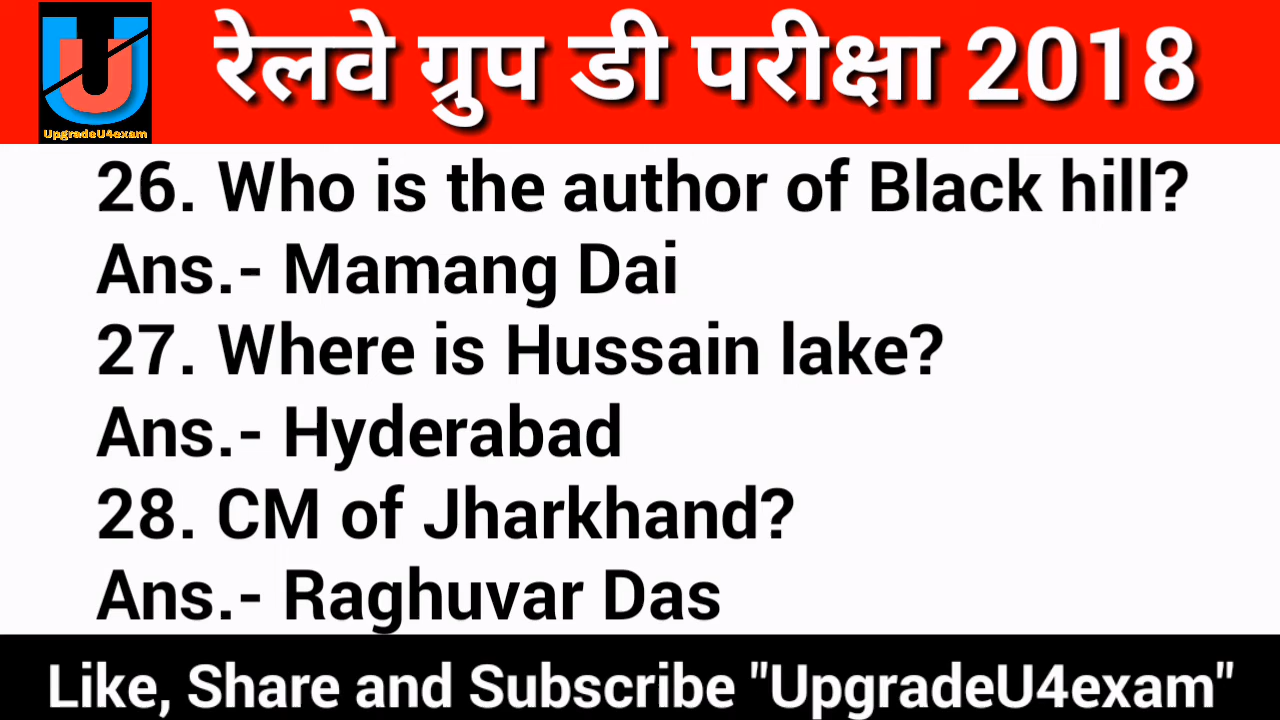 रेलवे ग्रुप डी परीक्षा 2018
UpgradeU4exam
26. Who is the author of Black hill?
Ans.- Mamang Dai
27. Where is Hussain lake?
Ans.- Hyderabad
28. CM of Jharkhand?
Ans.- Raghuvar Das
Like, Share and Subscribe "UpgradeU4exam"